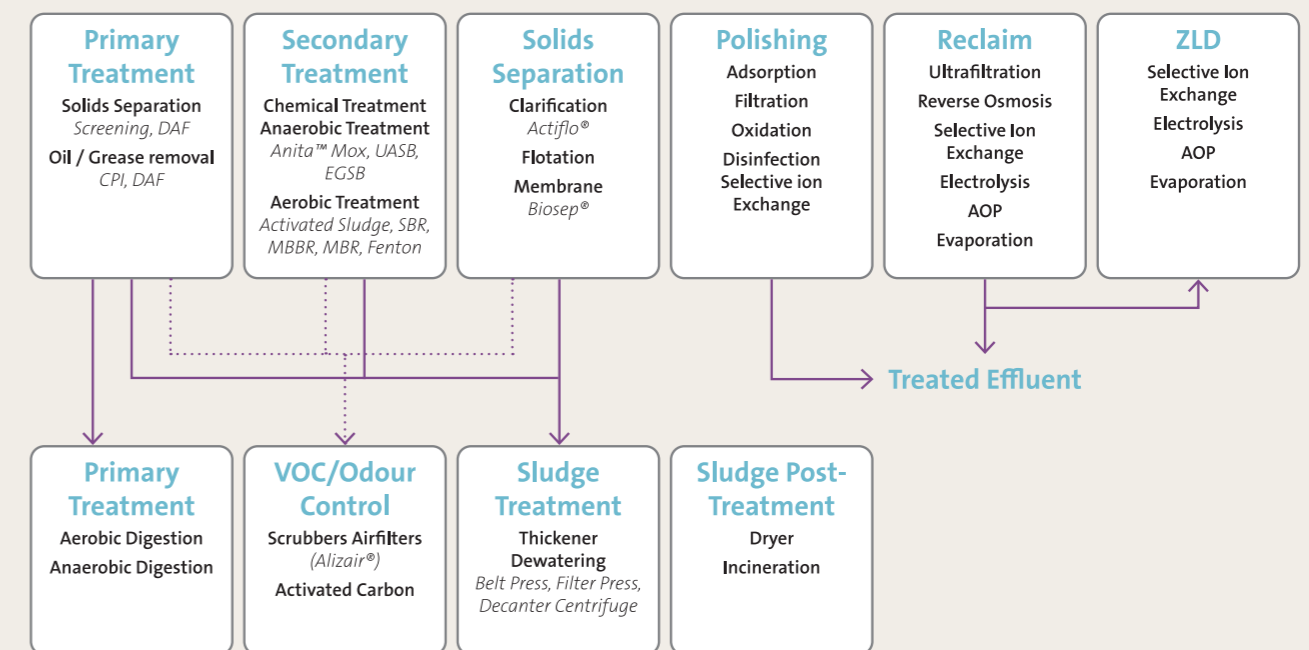 Primary
Treatment
Solids Separation
Screening, DAF
Oil / Grease removal
CPI, DAF
Secondary
Treatment
Chemical Treatment
Anaerobic Treatment
Anita™ Mox, UASB,
EGSB
Aerobic Treatment
Activated Sludge, SBR,
MBBR, MBR, Fenton
Solids
Separation
Clarification
Actiflo®
Flotation
Membrane
Biosep®
Polishing
Adsorption
Filtration
Oxidation
Disinfection
Selective ion
Exchange
Reclaim
Ultrafiltration
Reverse Osmosis
Selective Ion
Exchange
Electrolysis
AOP
Evaporation
ZLD
Selective Ion
Exchange
Electrolysis
AOP
Evaporation
Treated Effluent
Primary
Treatment
Aerobic Digestion
Anaerobic Digestion
VOC/Odour
Control
Scrubbers Airfilters
(Alizair®)
Activated Carbon
Sludge
Treatment
Thickener
Dewatering
Belt Press, Filter Press,
Decanter Centrifuge
Sludge Post-
Treatment
Dryer
Incineration